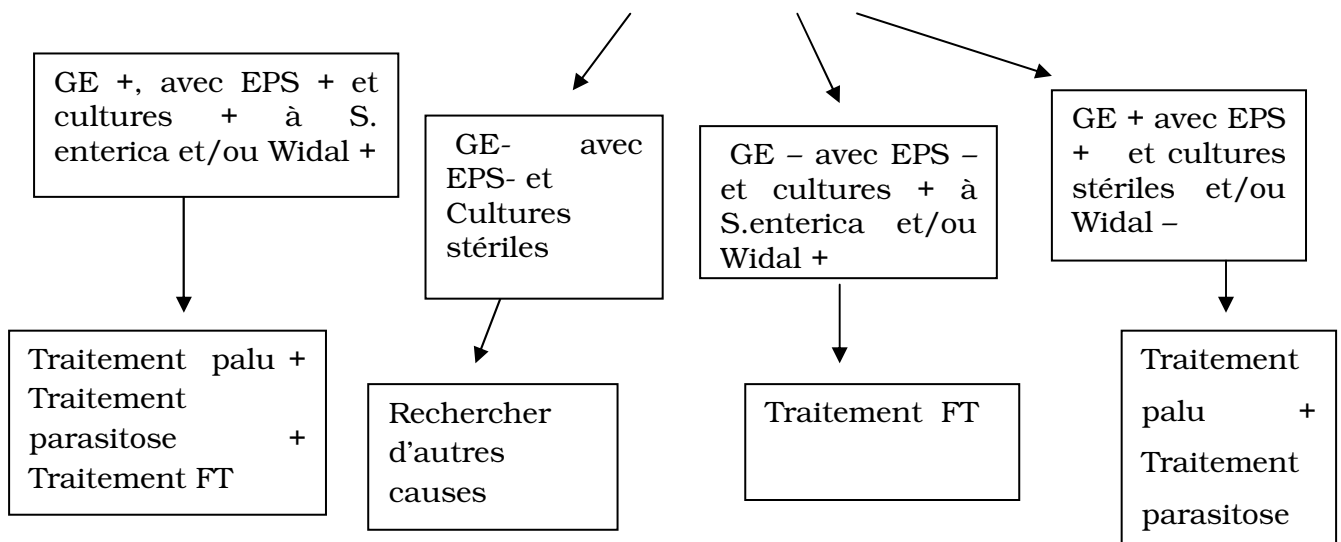 GE +, avec EPS + et
cultures + à S.
enterica et/ou Widal +
GE- avec
EPS- et
Cultures
stériles
GE – avec EPS –
et cultures + à
S.enterica et/ou
Widal +
GE + avec EPS
+ et cultures
stériles et/ou
Widal –
Traitement palu +
Traitement
parasitose +
Traitement FT
Rechercher
d'autres
causes
Traitement FT
Traitement
palu +
Traitement
parasitose